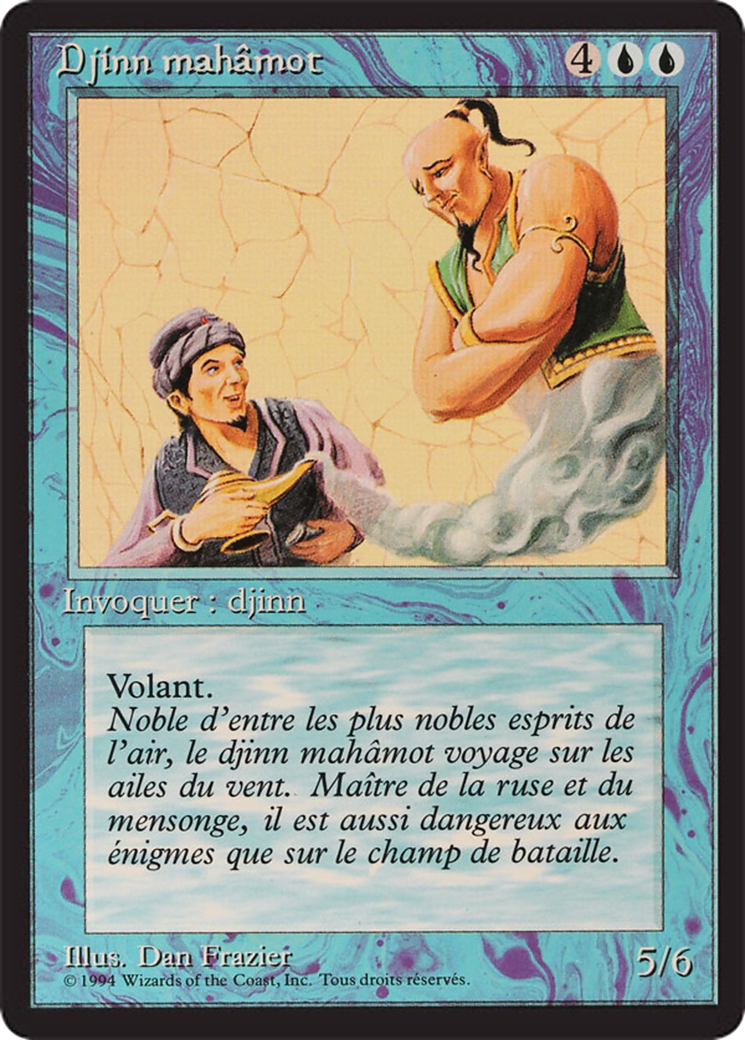 Djinn mahâmot 4
Invoquer : djinn
Volant.
Noble d'entre les plus nobles esprits de
l'air, le djinn mahâmot voyage sur les
ailes du vent. Maître de la ruse et du
mensonge, il est aussi dangereux aux
énigmes que sur le champ de bataille.
Illus. Dan Frazier
5/6
© 1994 Wizards of the Coast, Inc. Tous droits réservés.